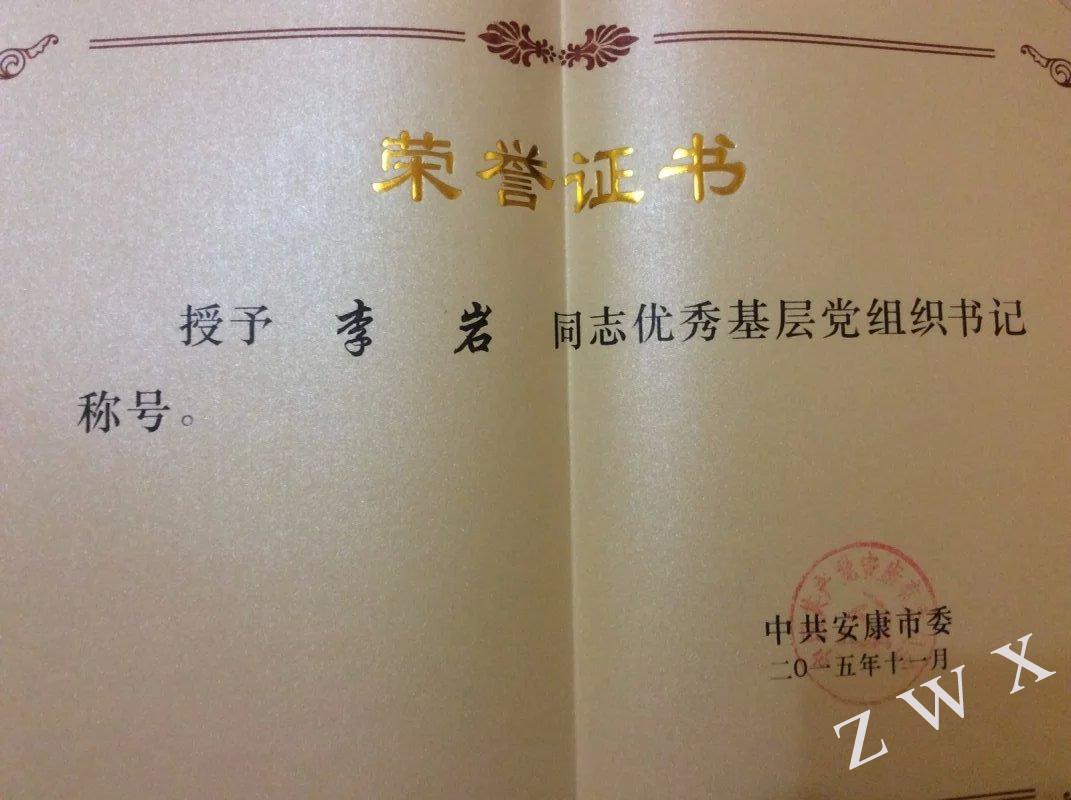 荣誉证书
授予 李岩 同志优秀基层党组织书记
称号。
中共安康市委
二〇一五年十一月
ZWX